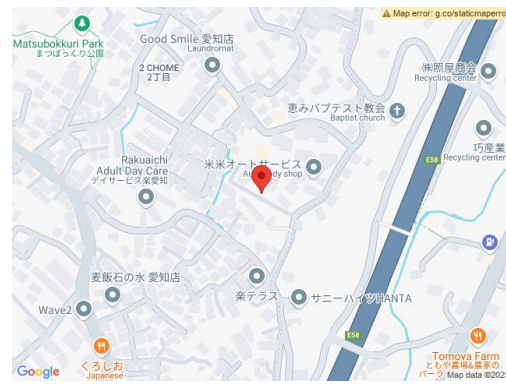 Map error: g.co/staticmaperro
Matsubokkuri Park
まつぼっくり公園
Good Smile 愛知店
Laundromat
2 CHOME
2丁目
㈱照屋商会
Recycling center
恵みバプテスト教会
Baptist church
巧産業
Recycling center
E58
Rakuaichi
Adult Day Care
デイサービス楽愛知
米米オートサービス
Auto body shop
麦飯石の水 愛知店
楽テラス
サニーハイツHANTA
Wave2
E58
くろしお
Japanese
Tomoya Farm
ともや農場&農家の
パーラ
Google
Map data ©2025